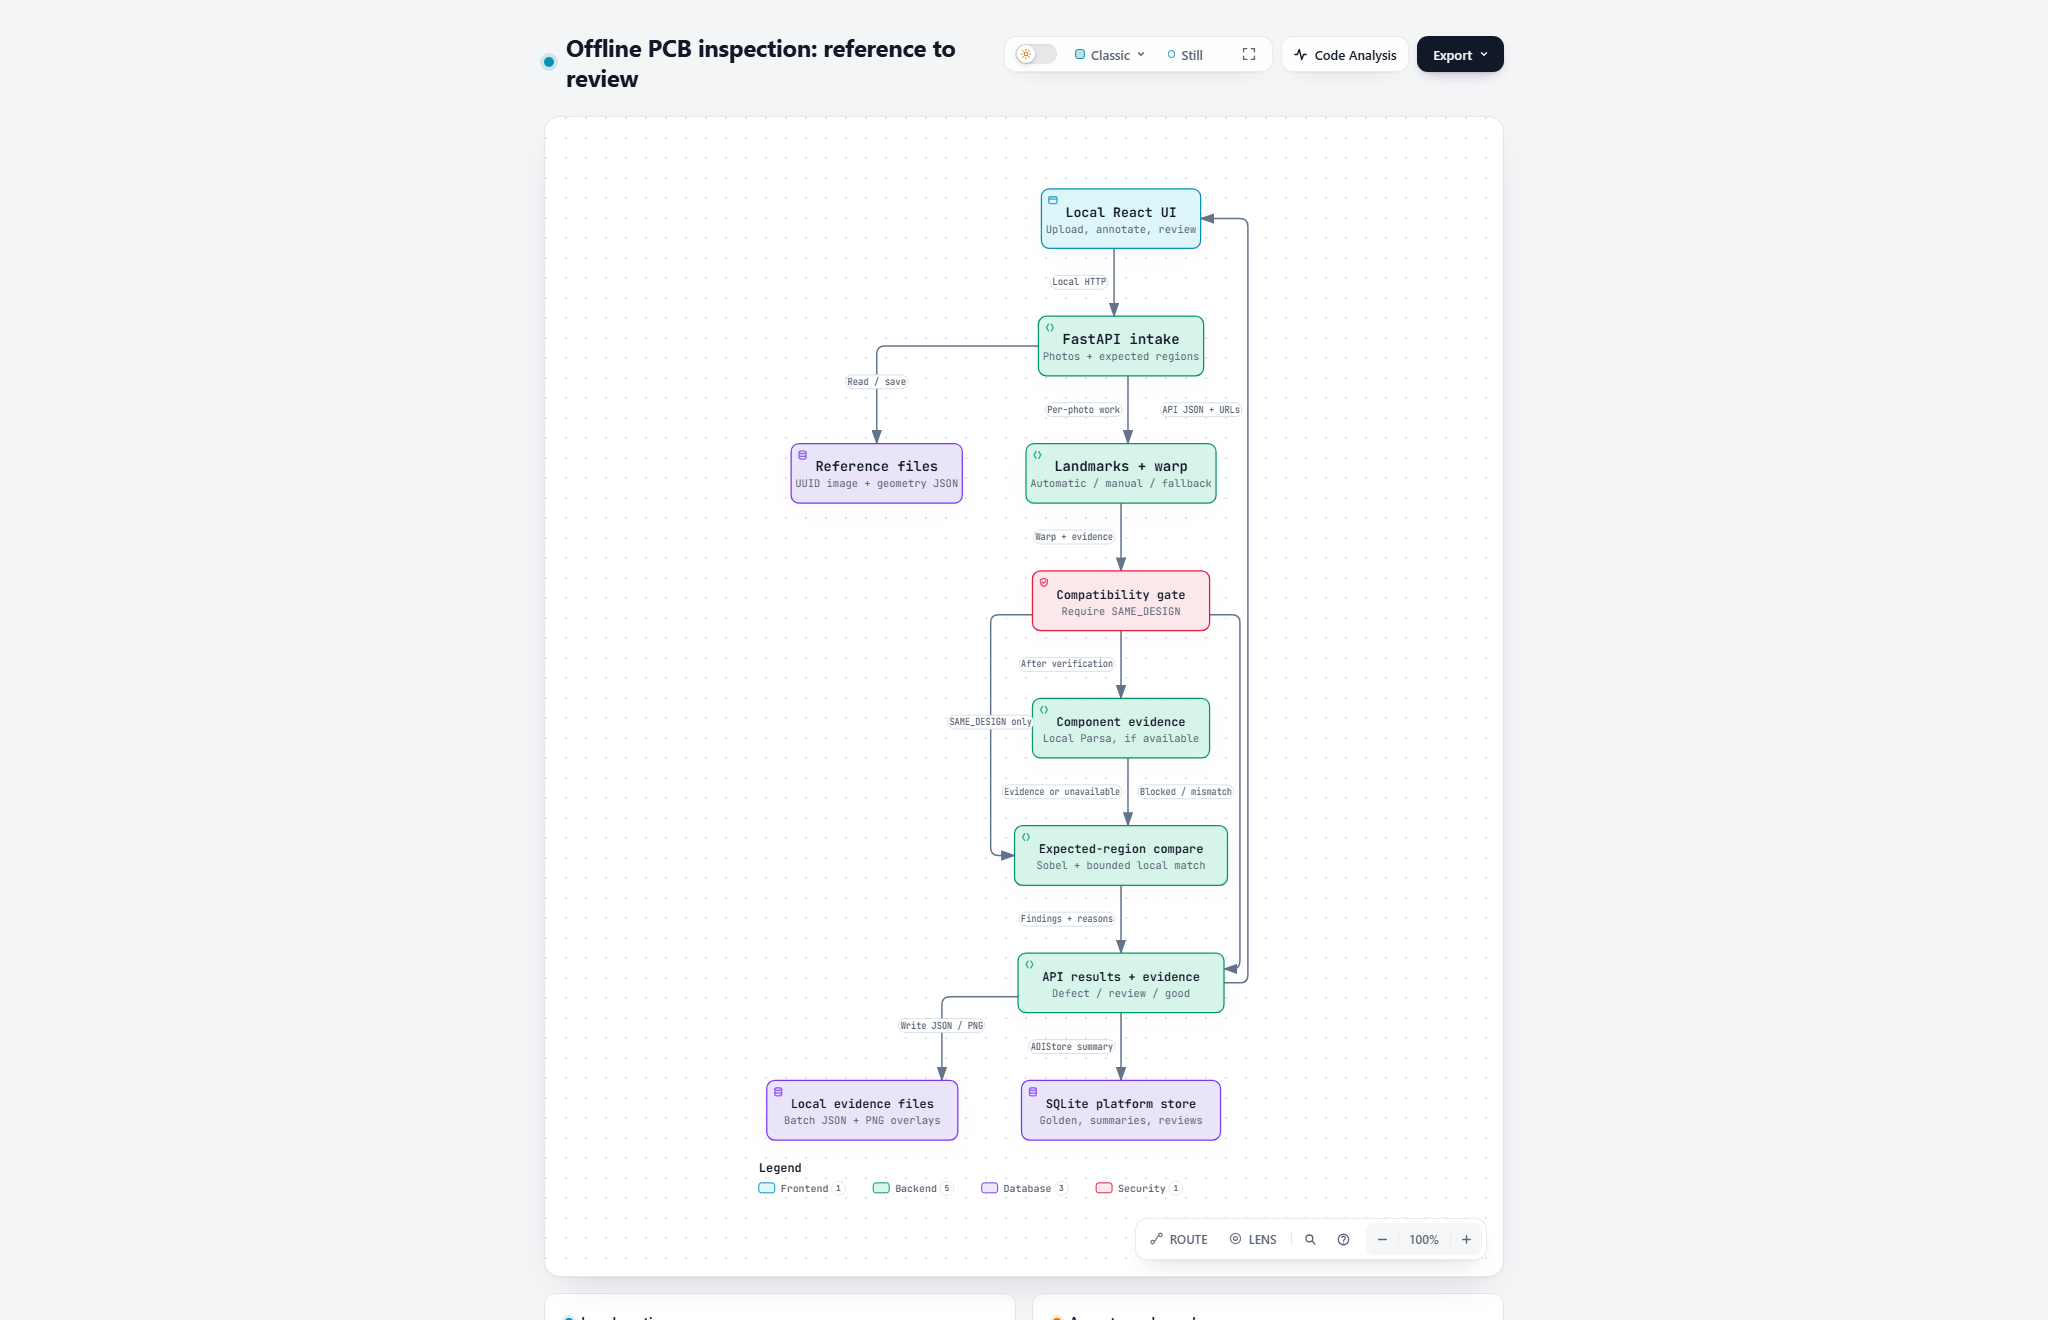 Offline PCB inspection: reference to
review
Classic
Still
Code Analysis
Export
Local React UI
Upload, annotate, review
Local HTTP
FastAPI intake
Photos + expected regions
Read / save
Per-photo work
API JSON + URLs
Reference files
UUID image + geometry JSON
Landmarks + warp
Automatic / manual / fallback
Warp + evidence
Compatibility gate
Require SAME_DESIGN
After verification
SAME_DESIGN only
Component evidence
Local Parsa, if available
Evidence or unavailable
Blocked / mismatch
Expected-region compare
Sobel + bounded local match
Findings + reasons
API results + evidence
Defect / review / good
Write JSON / PNG
AOIStore summary
Local evidence files
Batch JSON + PNG overlays
SQLite platform store
Golden, summaries, reviews
Legend
Frontend 1
Backend 5
Database 3
Security 1
ROUTE
LENS
100%